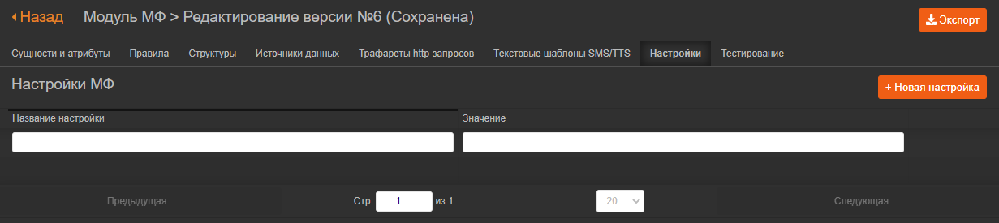 Назад Модуль МФ > Редактирование версии №6 (Сохранена)
Экспорт
Сущности и атрибуты Правила Структуры Источники данных Трафареты http-запросов Текстовые шаблоны SMS/TTS Настройки Тестирование
Настройки МФ
+ Новая настройка
Название настройки Значение
Предыдущая Стр. 1 из 1 20 Следующая